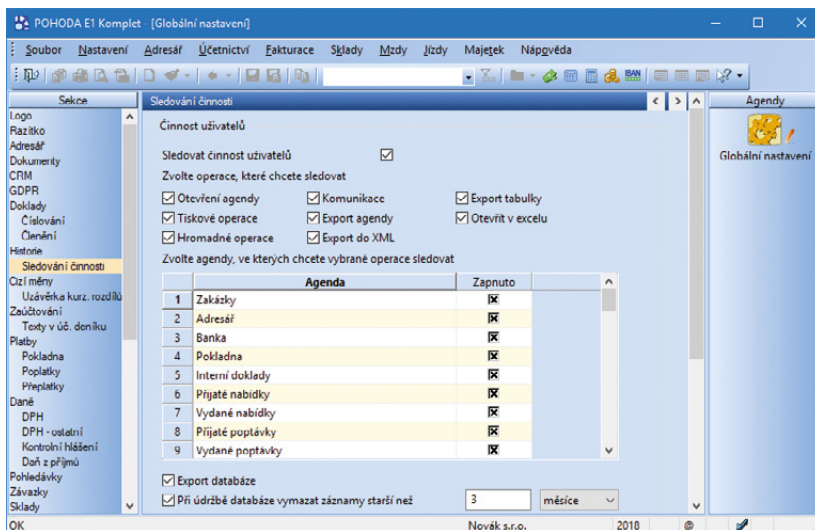 POHODA E1 Komplet - [Globální nastavení]
Soubor Nastavení Adresář Účetnictví Fakturace Sklady Mzdy Jízdy Majetek Nápověda
IBAN
Sekce
Logo
Razítko
Adresář
Dokumenty
CRM
GDPR
Doklady
Číslování
Členění
Historie
Sledování činnosti
Cizí měny
Uzávěrka kurz. rozdílů
Zaúčtování
Texty v úč. deníku
Platby
Pokladna
Poplatky
Přeplatky
Daně
DPH
DPH - ostatní
Kontrolní hlášení
Daň z příjmů
Pohledávky
Závazky
Sklady
Sledování činnosti
Činnost uživatelů
Sledovat činnost uživatelů
Zvolte operace, které chcete sledovat
Otevření agendy Komunikace Export tabulky
Tiskové operace Export agendy Otevřít v excelu
Hromadné operace Export do XML
Zvolte agendy, ve kterých chcete vybrané operace sledovat
Agenda Zapnuto
1 Zakázky
2 Adresář
3 Banka
4 Pokladna
5 Interní doklady
6 Přijaté nabídky
7 Vydané nabídky
8 Přijaté poptávky
9 Vydané poptávky
Export databáze
Při údržbě databáze vymazat záznamy starší než 3 měsíce
Agendy
Globální nastavení
OK Novák s.r.o. 2018 @